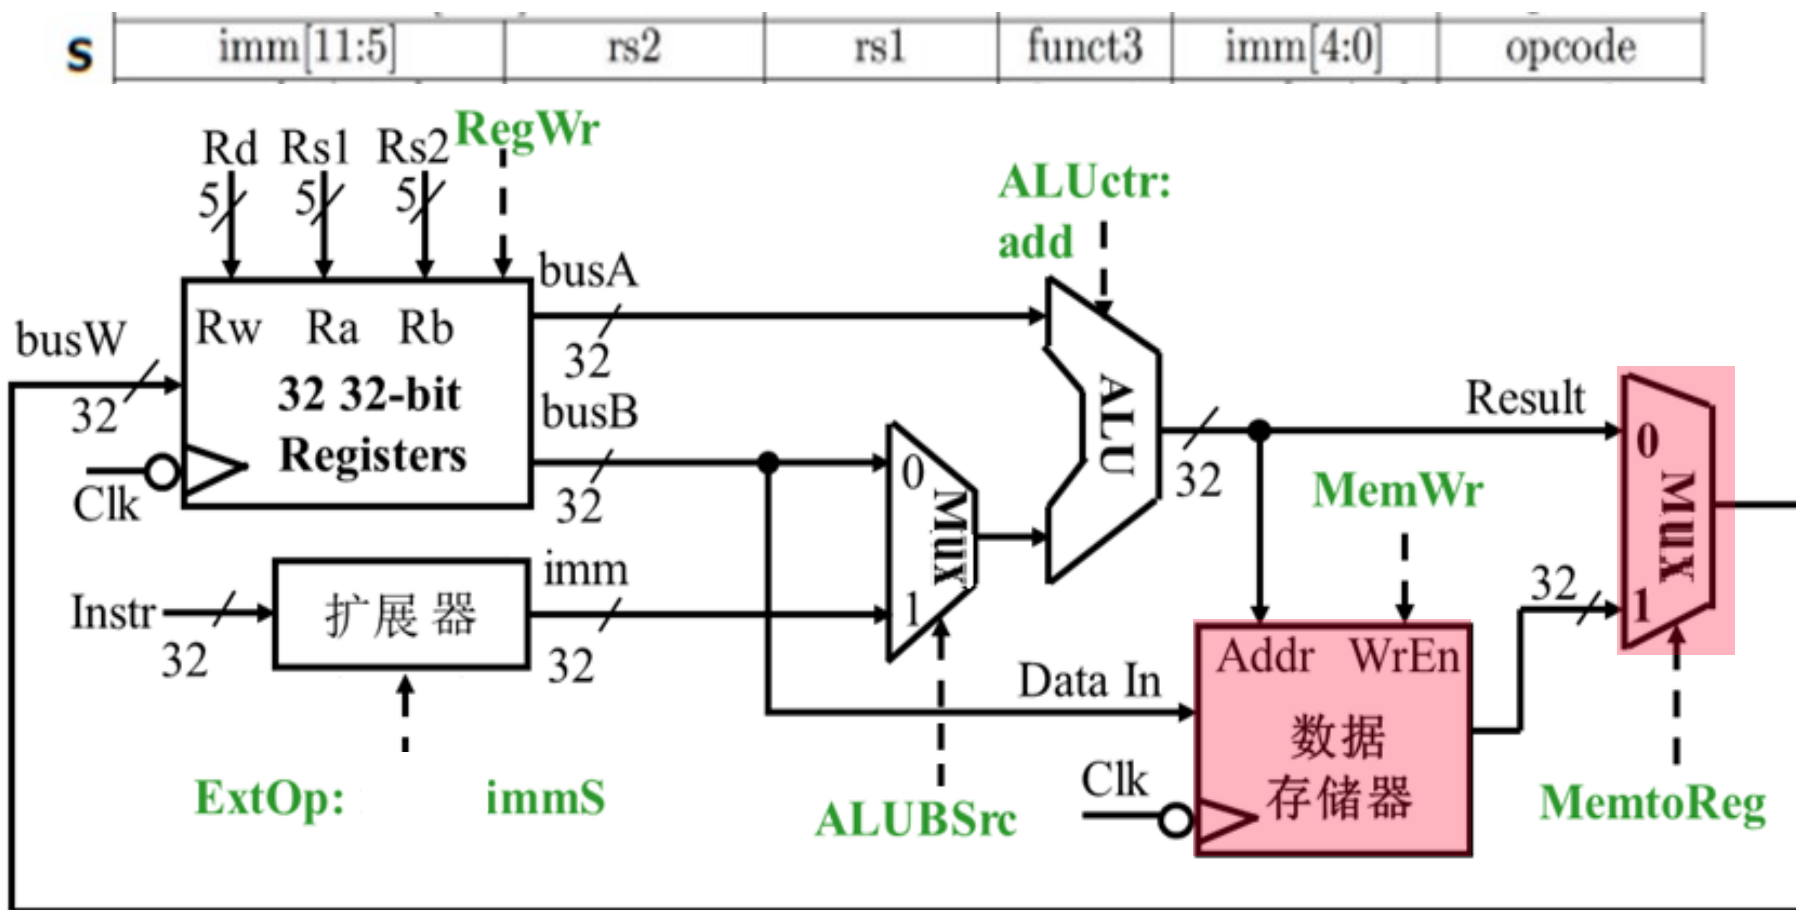 S imm[11:5] rs2 rs1 funct3 imm[4:0] opcode
Rd Rs1 Rs2 RegWr
5 5 5
ALUctr:
add
busW
32
Rw Ra Rb
32 32-bit
Registers
Clk
busA
32
busB
32
Instr
32
扩展器
imm
32
ExtOp: immS
0
Mux
1
ALUBSrc
ALU
32
Result
MemWr
Data In
Clk
Addr WrEn
数据
存储器
32
0
Mux
1
MemtoReg